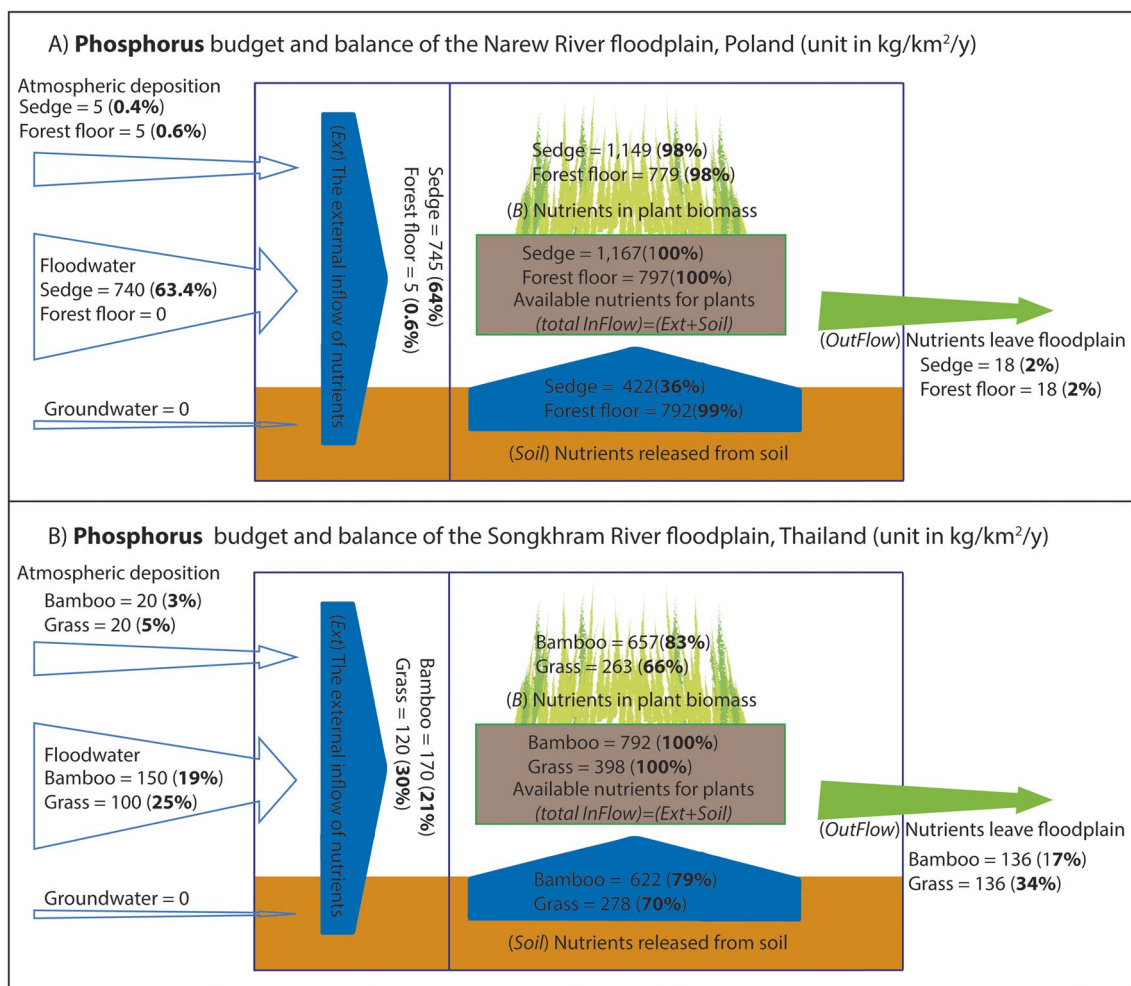 A) Phosphorus budget and balance of the Narew River floodplain, Poland (unit in kg/km²/y)
Atmospheric deposition
Sedge = 5 (0.4%)
Forest floor = 5 (0.6%)
Floodwater
Sedge = 740 (63.4%)
Forest floor = 0
Groundwater = 0
(Ext) The external inflow of nutrients
Sedge = 745 (64%)
Forest floor = 5 (0.6%)
Sedge = 1,149 (98%)
Forest floor = 779 (98%)
(B) Nutrients in plant biomass
Sedge = 1,167(100%)
Forest floor = 797(100%)
Available nutrients for plants
(total InFlow)=(Ext+Soil)
Sedge = 422(36%)
Forest floor = 792(99%)
(Soil) Nutrients released from soil
(OutFlow) Nutrients leave floodplain
Sedge = 18 (2%)
Forest floor = 18 (2%)
B) Phosphorus budget and balance of the Songkhram River floodplain, Thailand (unit in kg/km²/y)
Atmospheric deposition
Bamboo = 20 (3%)
Grass = 20 (5%)
Floodwater
Bamboo = 150 (19%)
Grass = 100 (25%)
Groundwater = 0
(Ext) The external inflow of nutrients
Bamboo = 170 (21%)
Grass = 120 (30%)
Bamboo = 657(83%)
Grass = 263 (66%)
(B) Nutrients in plant biomass
Bamboo = 792 (100%)
Grass = 398 (100%)
Available nutrients for plants
(total InFlow)=(Ext+Soil)
Bamboo = 622 (79%)
Grass = 278 (70%)
(Soil) Nutrients released from soil
(OutFlow) Nutrients leave floodplain
Bamboo = 136 (17%)
Grass = 136 (34%)